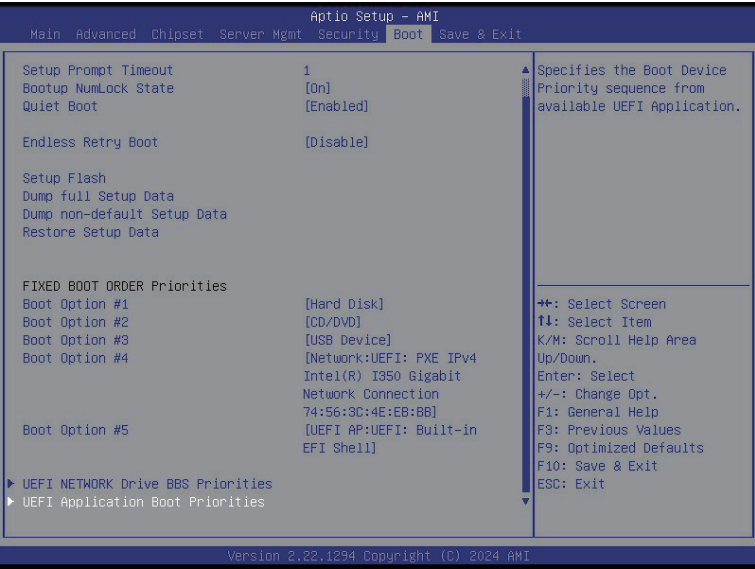 Aptio Setup – AMI
Main Advanced Chipset Server Mgmt Security Boot Save & Exit
Setup Prompt Timeout 1
Bootup NumLock State [On]
Quiet Boot [Enabled]
Endless Retry Boot [Disable]
Setup Flash
Dump full Setup Data
Dump non-default Setup Data
Restore Setup Data
FIXED BOOT ORDER Priorities
Boot Option #1 [Hard Disk]
Boot Option #2 [CD/DVD]
Boot Option #3 [USB Device]
Boot Option #4 [Network:UEFI: PXE IPv4
Intel(R) I350 Gigabit
Network Connection
74:56:3C:4E:EB:BB]
Boot Option #5 [UEFI AP:UEFI: Built-in
EFI Shell]
UEFI NETWORK Drive BBS Priorities
UEFI Application Boot Priorities
Specifies the Boot Device
Priority sequence from
available UEFI Application.
→←: Select Screen
↑↓: Select Item
K/M: Scroll Help Area
Up/Down.
Enter: Select
+/-: Change Opt.
F1: General Help
F3: Previous Values
F9: Optimized Defaults
F10: Save & Exit
ESC: Exit
Version 2.22.1294 Copyright (C) 2024 AMI